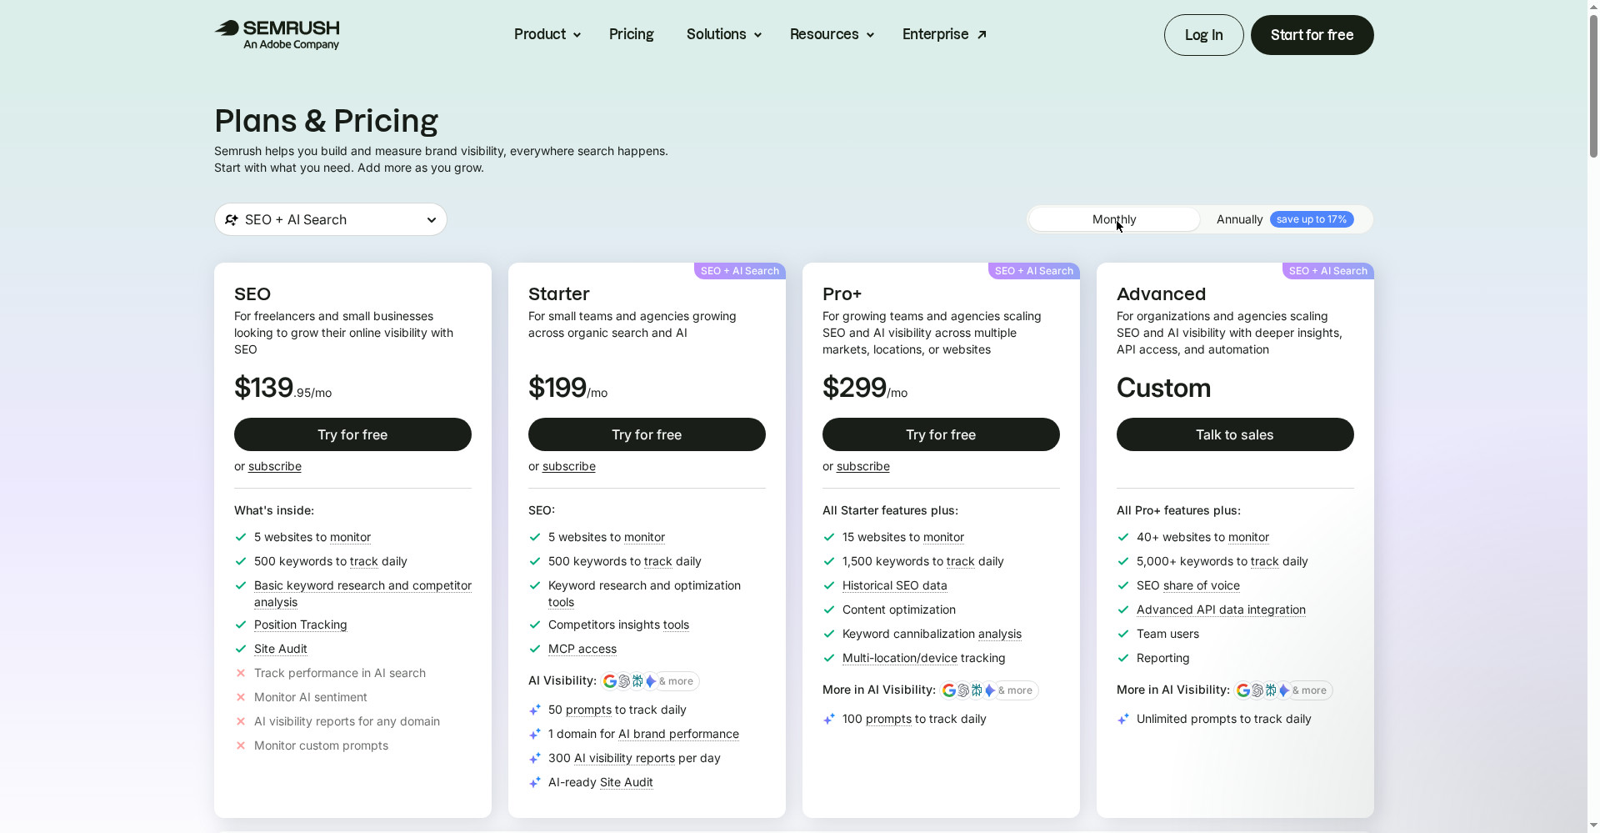 SEMRUSH
An Adobe Company
Product
Pricing
Solutions
Resources
Enterprise
Log In
Start for free
Plans & Pricing
Semrush helps you build and measure brand visibility, everywhere search happens.
Start with what you need. Add more as you grow.
SEO + AI Search
Monthly
Annually
save up to 17%
SEO
For freelancers and small businesses
looking to grow their online visibility with
SEO
$139.95/mo
Try for free
or subscribe
What's inside:
5 websites to monitor
500 keywords to track daily
Basic keyword research and competitor
analysis
Position Tracking
Site Audit
Track performance in AI search
Monitor AI sentiment
AI visibility reports for any domain
Monitor custom prompts
SEO + AI Search
Starter
For small teams and agencies growing
across organic search and AI
$199/mo
Try for free
or subscribe
SEO:
5 websites to monitor
500 keywords to track daily
Keyword research and optimization
tools
Competitors insights tools
MCP access
AI Visibility: & more
50 prompts to track daily
1 domain for AI brand performance
300 AI visibility reports per day
AI-ready Site Audit
SEO + AI Search
Pro+
For growing teams and agencies scaling
SEO and AI visibility across multiple
markets, locations, or websites
$299/mo
Try for free
or subscribe
All Starter features plus:
15 websites to monitor
1,500 keywords to track daily
Historical SEO data
Content optimization
Keyword cannibalization analysis
Multi-location/device tracking
More in AI Visibility: & more
100 prompts to track daily
SEO + AI Search
Advanced
For organizations and agencies scaling
SEO and AI visibility with deeper insights,
API access, and automation
Custom
Talk to sales
All Pro+ features plus:
40+ websites to monitor
5,000+ keywords to track daily
SEO share of voice
Advanced API data integration
Team users
Reporting
More in AI Visibility: & more
Unlimited prompts to track daily